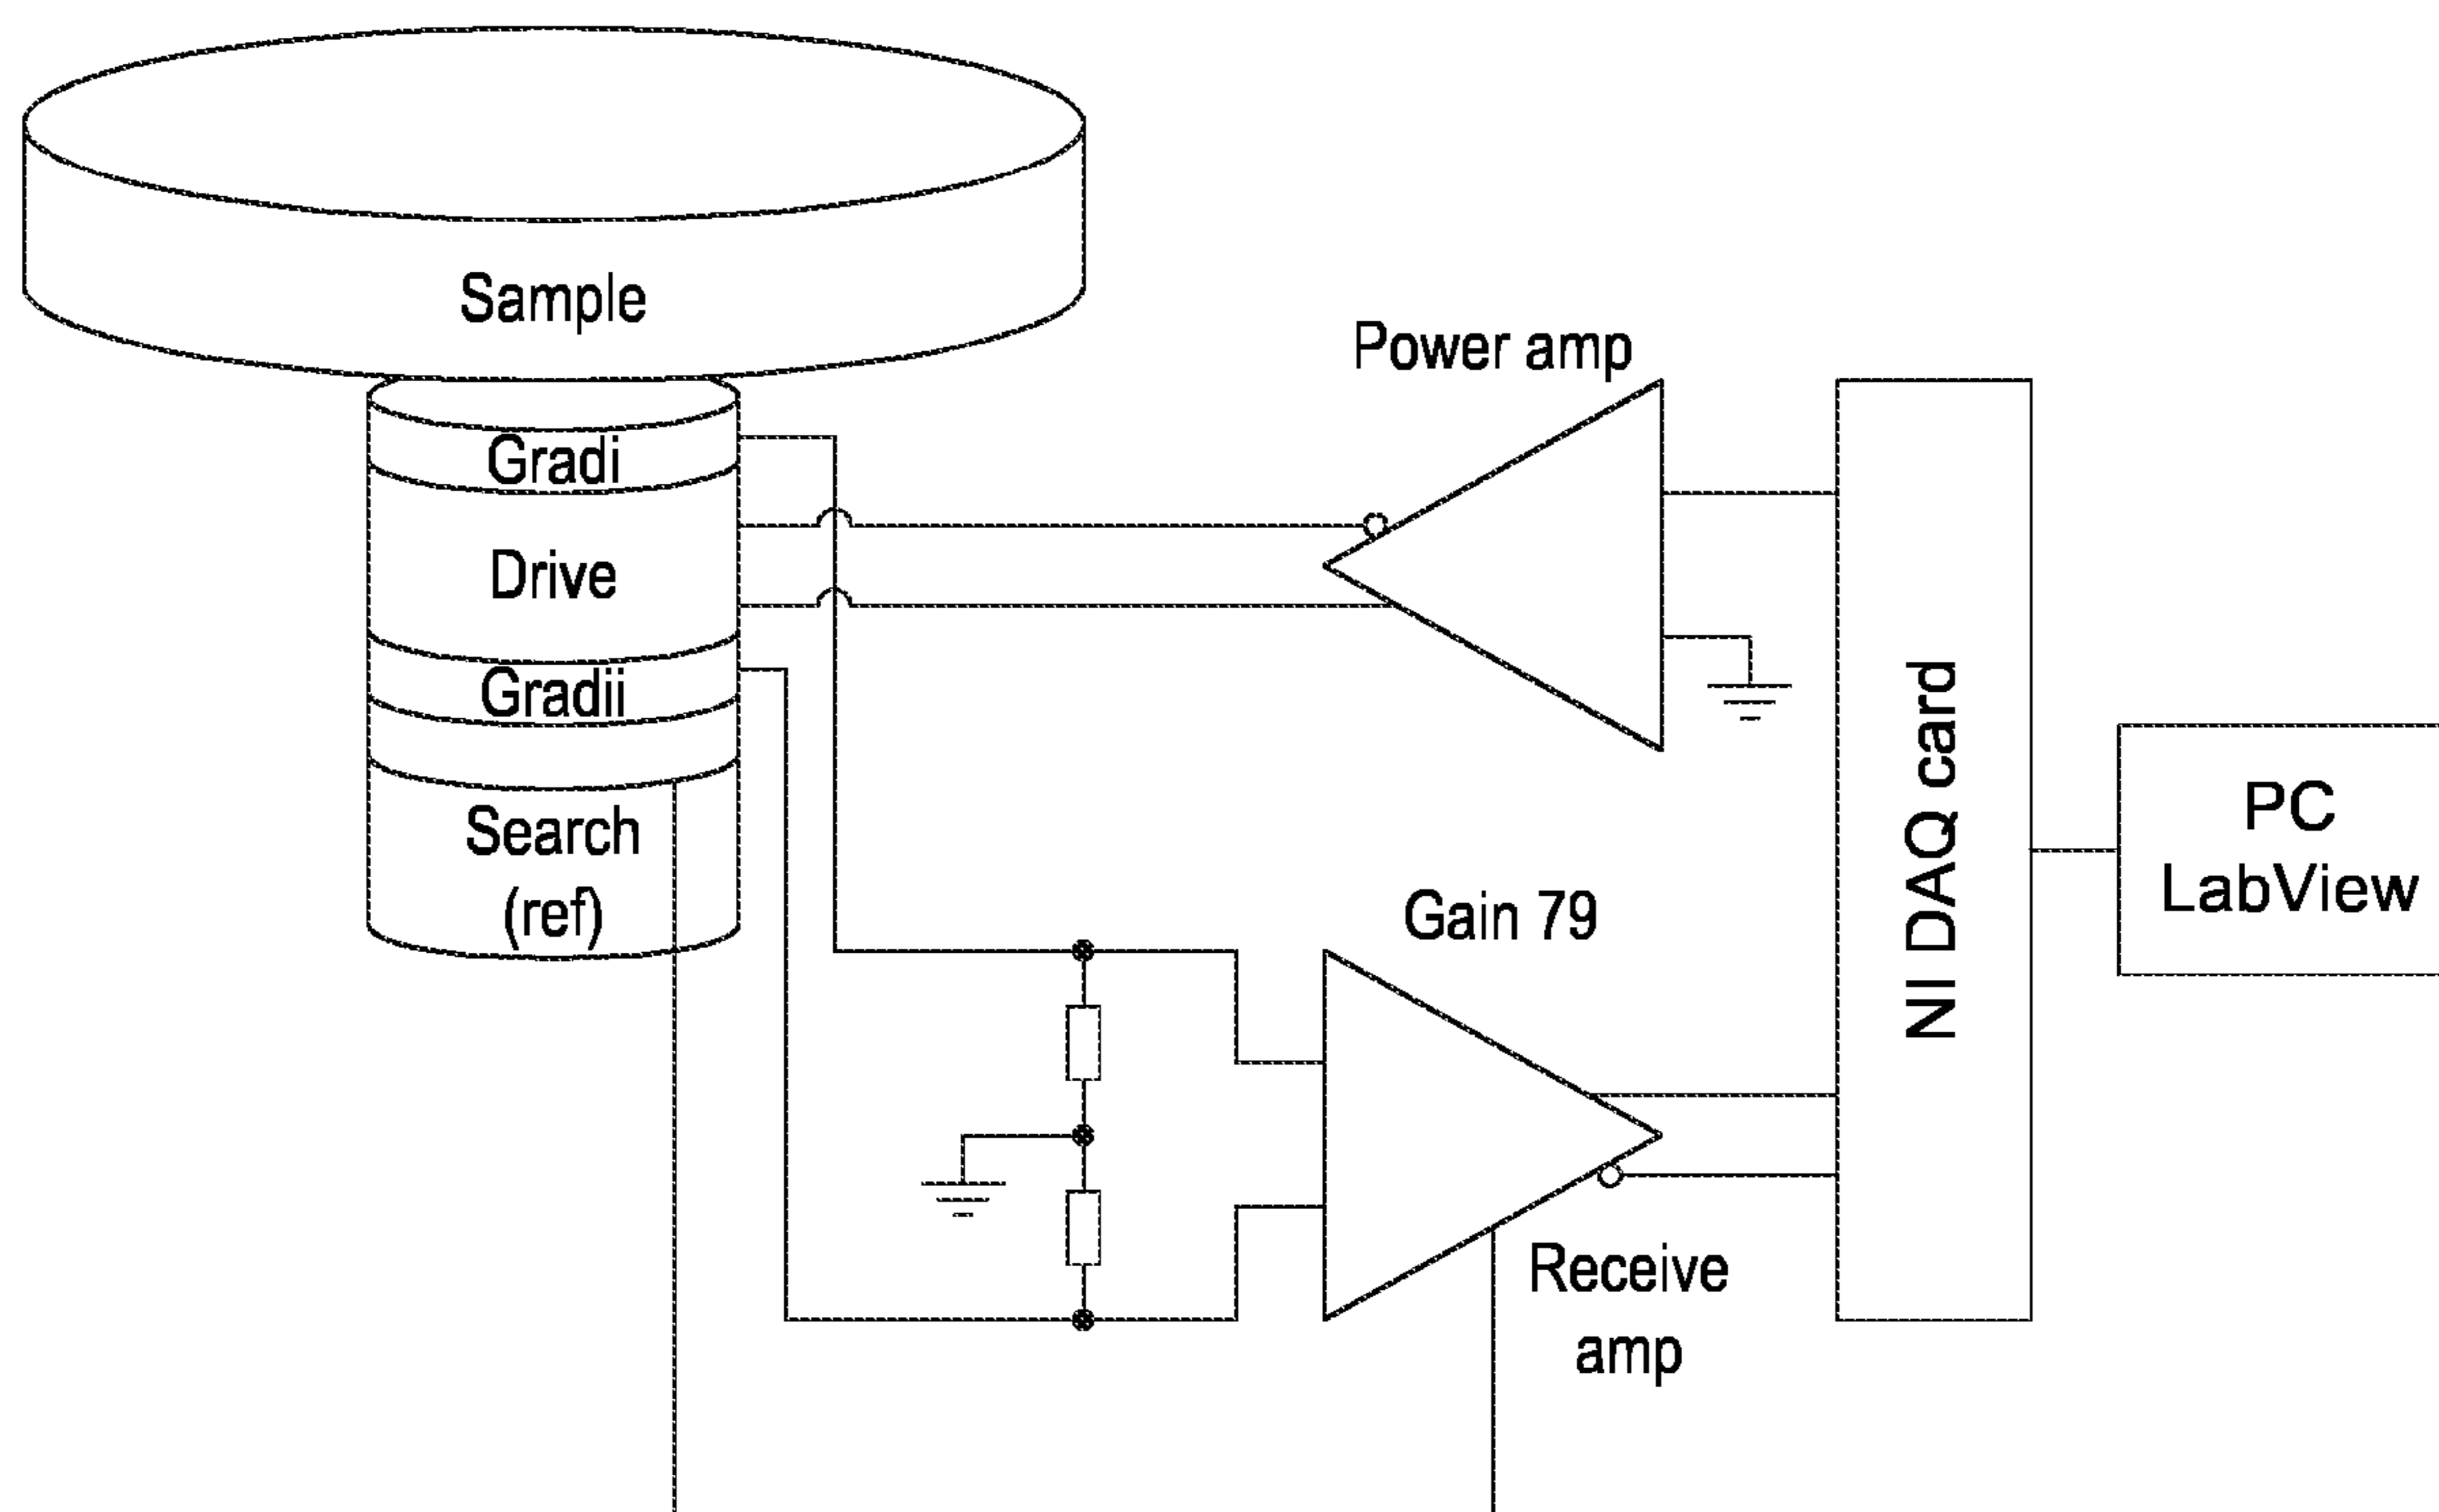 Sample
Power amp
Gradi
Drive
Gradii
Search
(ref)
Gain 79
Receive
amp
NI DAQ card
PC
LabView